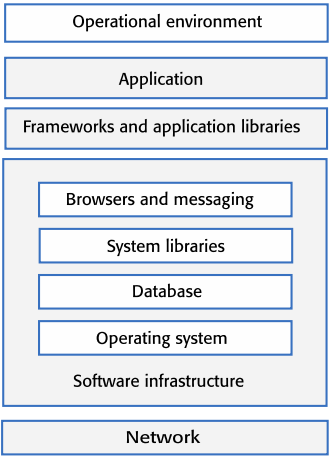 Operational environment
Application
Frameworks and application libraries
Browsers and messaging
System libraries
Database
Operating system
Software infrastructure
Network